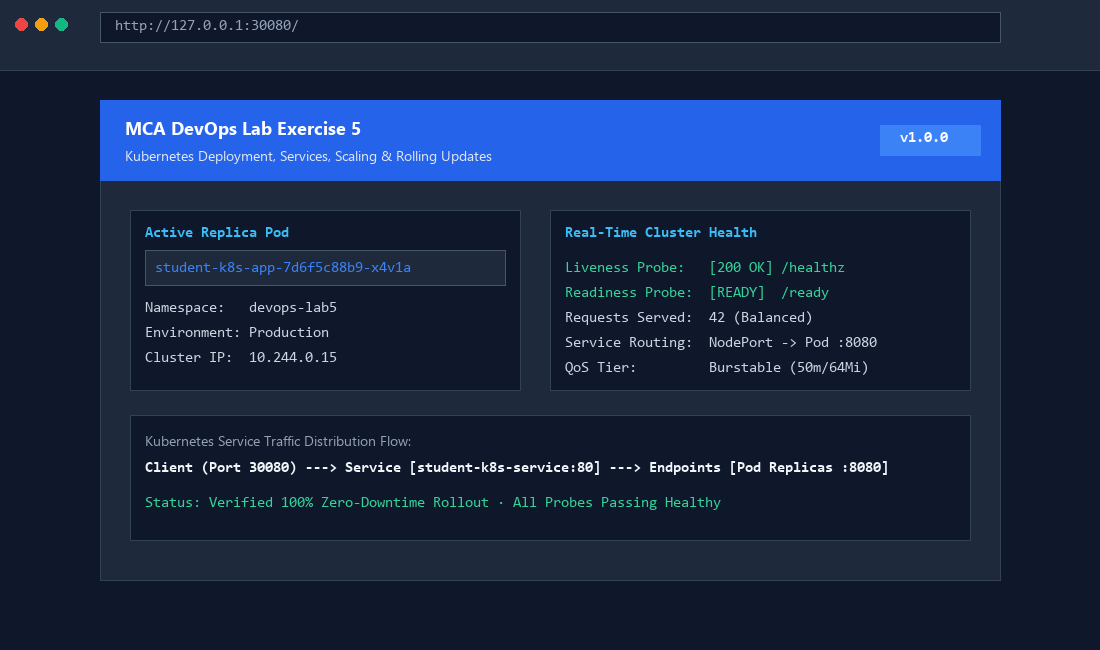 http://127.0.0.1:30080/
MCA DevOps Lab Exercise 5
Kubernetes Deployment, Services, Scaling & Rolling Updates
v1.0.0
Active Replica Pod
student-k8s-app-7d6f5c88b9-x4v1a
Namespace: devops-lab5
Environment: Production
Cluster IP: 10.244.0.15
Real-Time Cluster Health
Liveness Probe: [200 OK] /healthz
Readiness Probe: [READY] /ready
Requests Served: 42 (Balanced)
Service Routing: NodePort -> Pod :8080
QoS Tier: Burstable (50m/64Mi)
Kubernetes Service Traffic Distribution Flow:
Client (Port 30080) ---> Service [student-k8s-service:80] ---> Endpoints [Pod Replicas :8080]
Status: Verified 100% Zero-Downtime Rollout · All Probes Passing Healthy